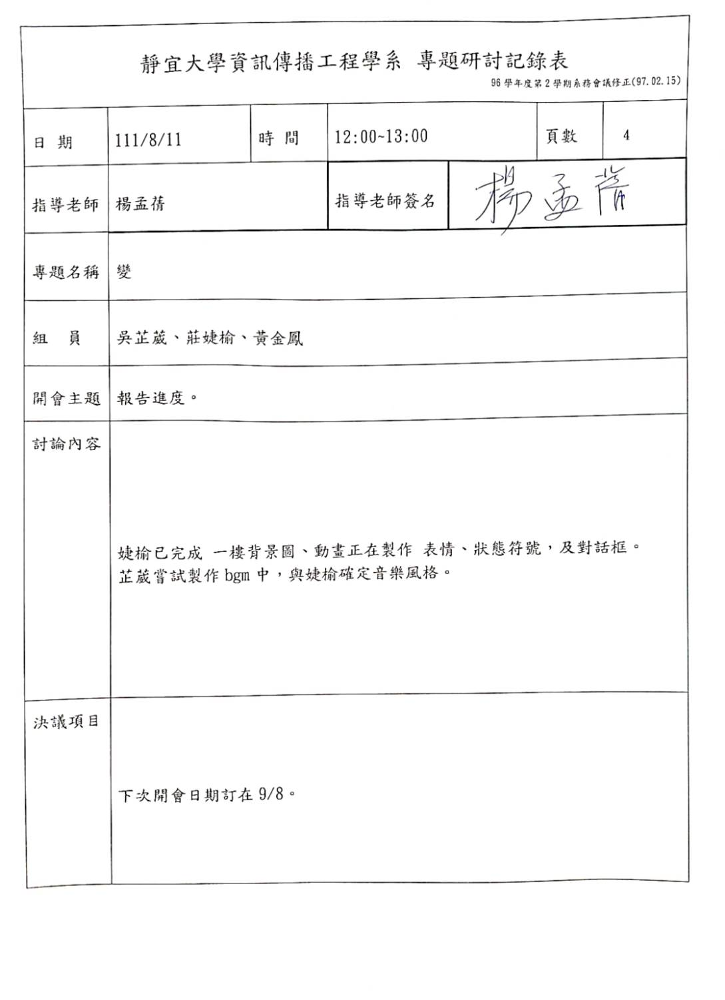 靜宜大學資訊傳播工程學系 專題研討記錄表
96 學年度第 2 學期系務會議修正(97.02.15)
日 期 111/8/11 時 間 12:00~13:00 頁數 4
指導老師 楊孟蒨 指導老師簽名 楊孟蒨
專題名稱 變
組 員 吳芷葳、莊婕榆、黃金鳳
開會主題 報告進度。
討論內容
婕榆已完成 一樓背景圖、動畫正在製作 表情、狀態符號，及對話框。
芷葳嘗試製作 bgm 中，與婕榆確定音樂風格。
決議項目
下次開會日期訂在 9/8。